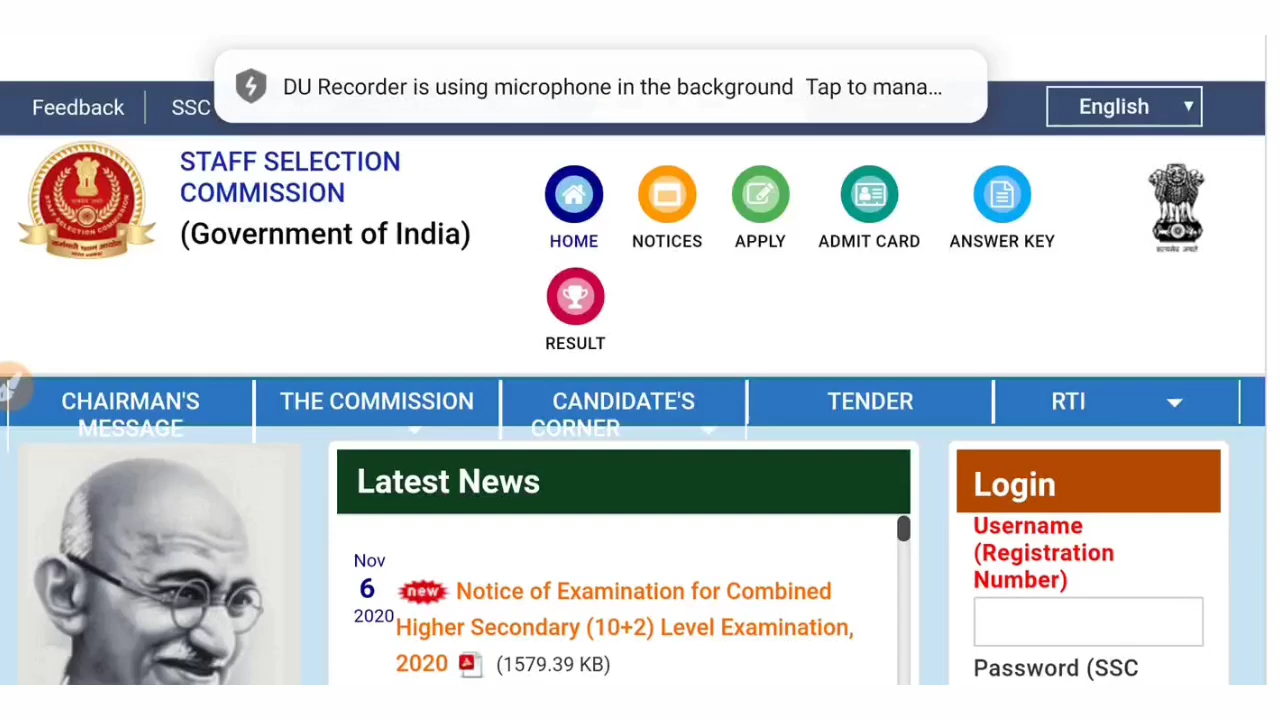 DU Recorder is using microphone in the background Tap to mana...
Feedback
SSC
English
STAFF SELECTION
COMMISSION
(Government of India)
HOME
NOTICES
APPLY
ADMIT CARD
ANSWER KEY
RESULT
CHAIRMAN'S
MESSAGE
THE COMMISSION
CANDIDATE'S
CORNER
TENDER
RTI
Latest News
Nov
6
2020
new Notice of Examination for Combined
Higher Secondary (10+2) Level Examination,
2020 (1579.39 KB)
Login
Username
(Registration
Number)
Password (SSC